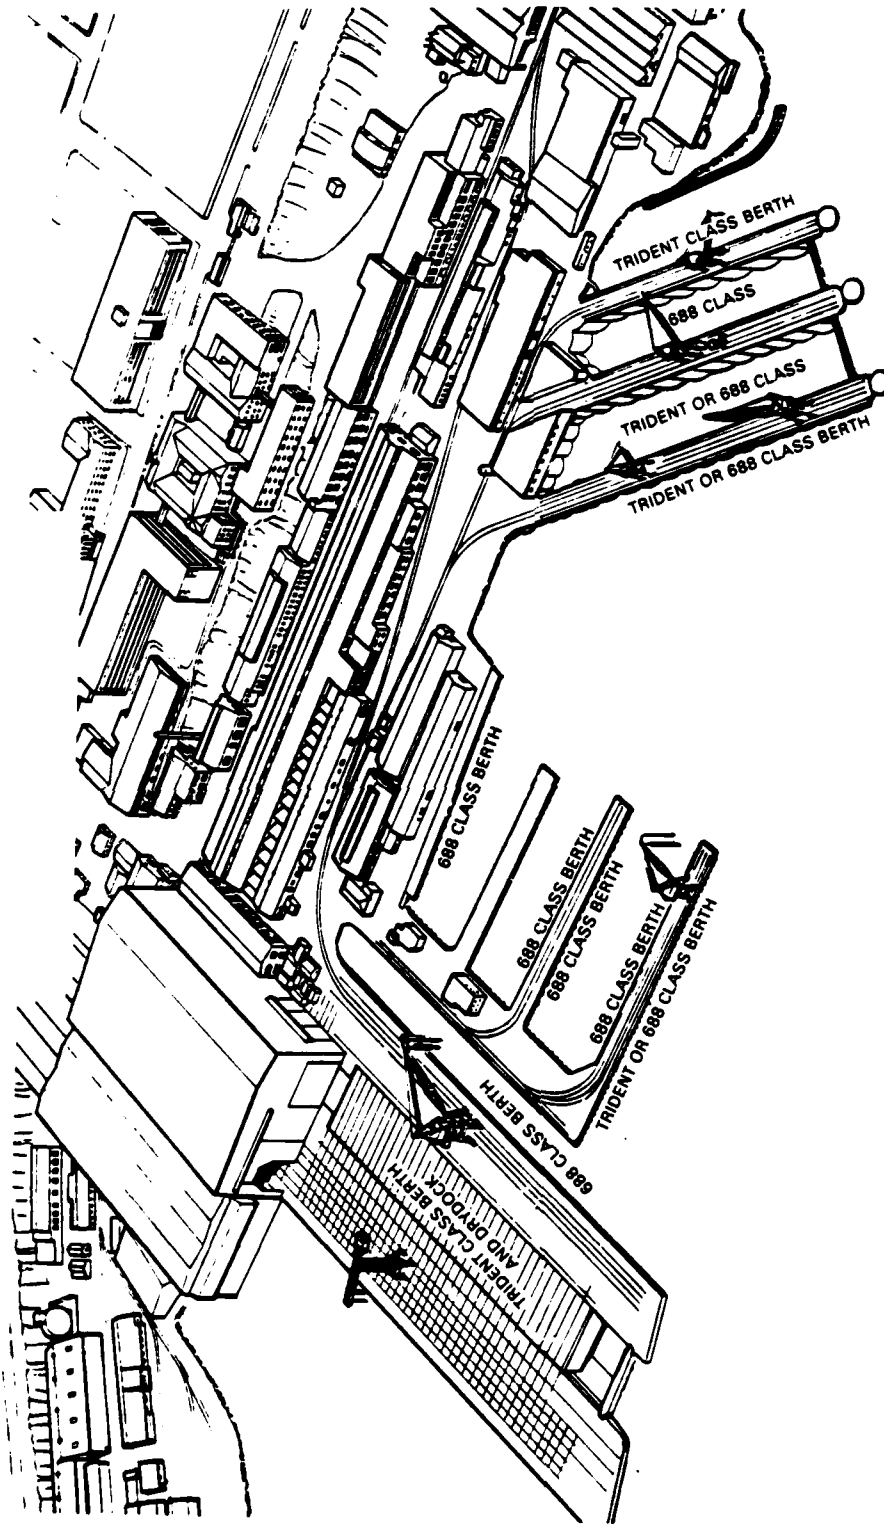 TRIDENT CLASS BERTH
688 CLASS
TRIDENT OR 688 CLASS
TRIDENT OR 688 CLASS BERTH
688 CLASS BERTH
688 CLASS BERTH
688 CLASS BERTH
688 CLASS BERTH
TRIDENT OR 688 CLASS BERTH
688 CLASS BERTH
TRIDENT CLASS BERTH
AND DRYDOCK